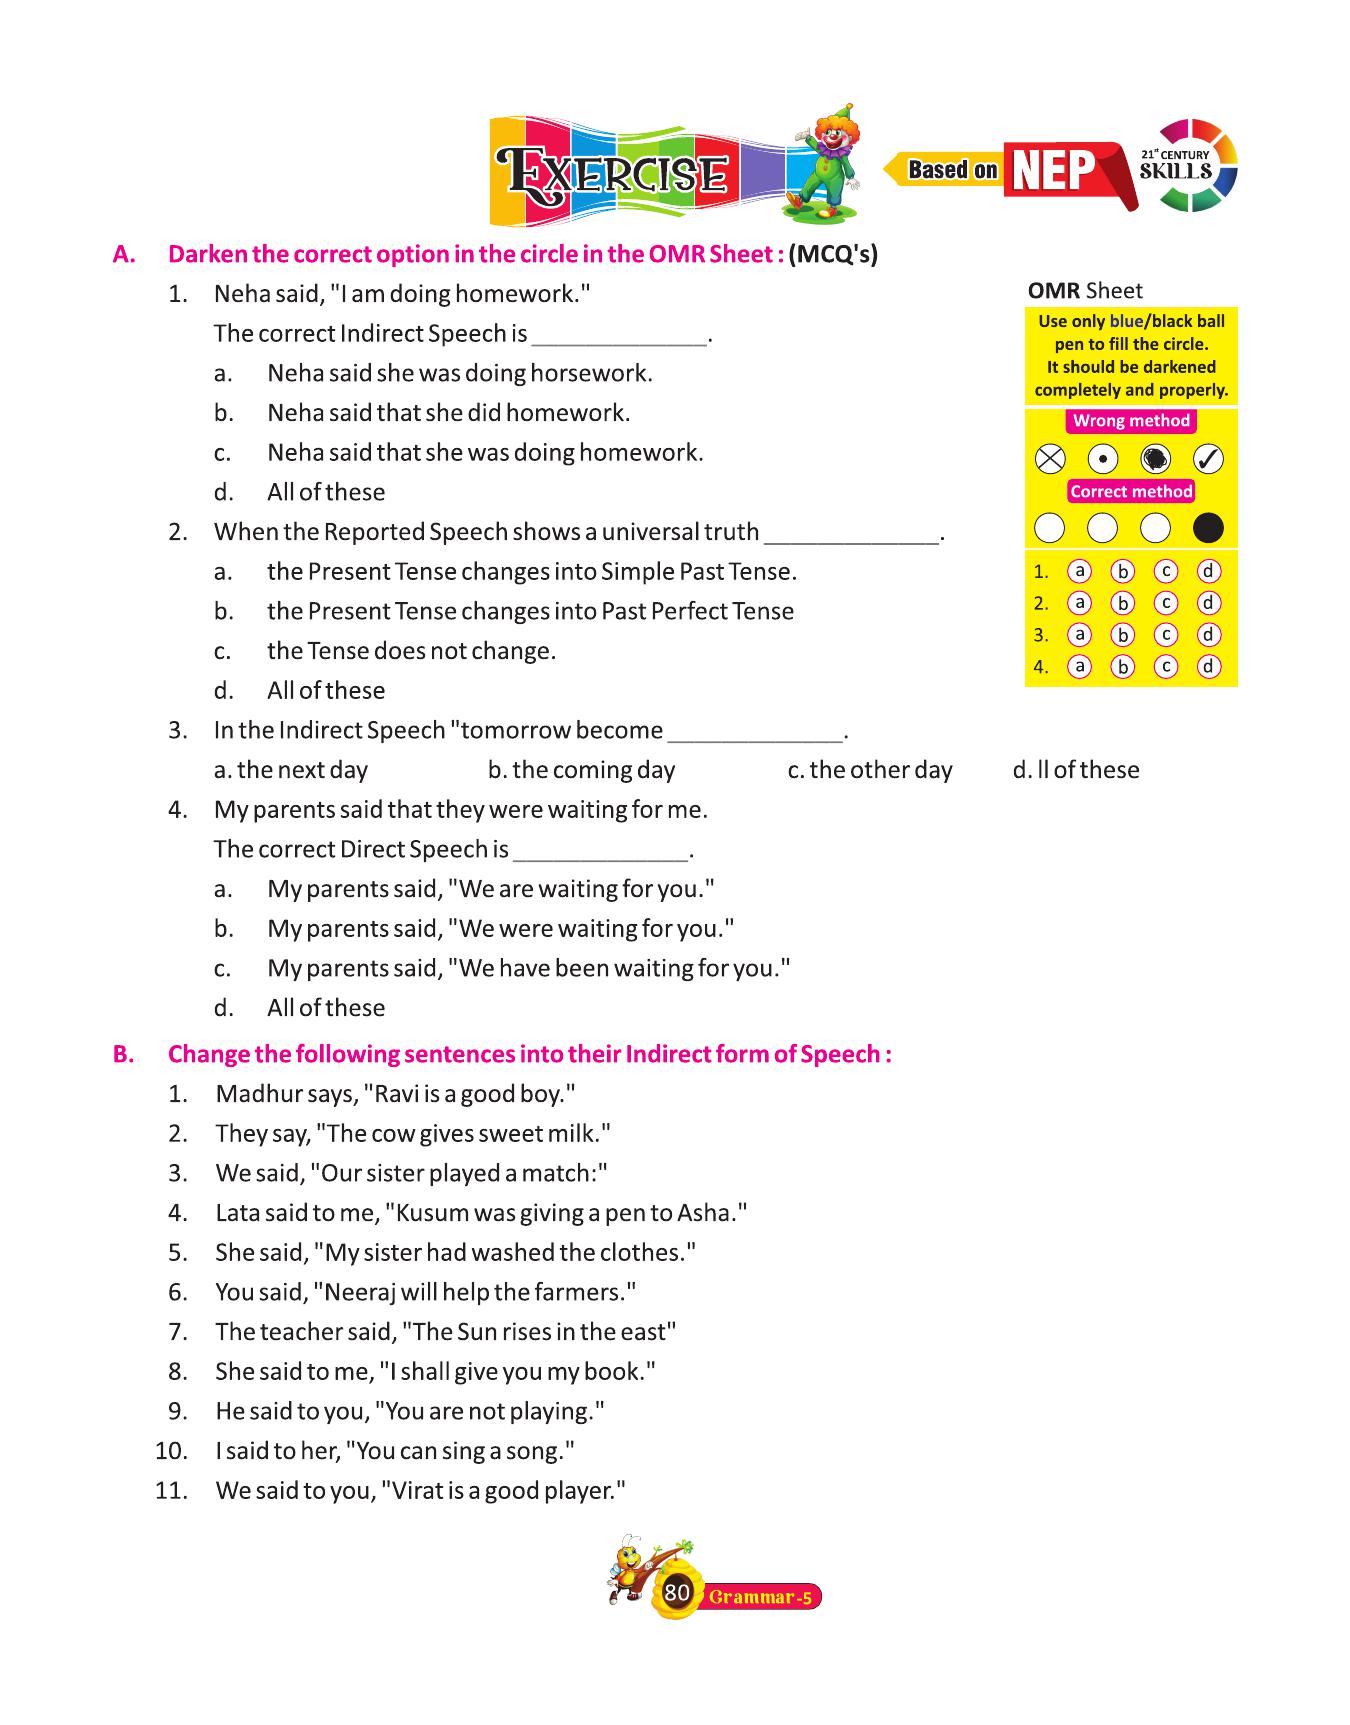 EXERCISE
Based on NEP
21st CENTURY
SKILLS
A. Darken the correct option in the circle in the OMR Sheet : (MCQ's)
1. Neha said, "I am doing homework."
The correct Indirect Speech is ______________.
a. Neha said she was doing horsework.
b. Neha said that she did homework.
c. Neha said that she was doing homework.
d. All of these
2. When the Reported Speech shows a universal truth ______________.
a. the Present Tense changes into Simple Past Tense.
b. the Present Tense changes into Past Perfect Tense
c. the Tense does not change.
d. All of these
3. In the Indirect Speech "tomorrow become ______________.
a. the next day b. the coming day c. the other day d. ll of these
4. My parents said that they were waiting for me.
The correct Direct Speech is ______________.
a. My parents said, "We are waiting for you."
b. My parents said, "We were waiting for you."
c. My parents said, "We have been waiting for you."
d. All of these
OMR Sheet
Use only blue/black ball
pen to fill the circle.
It should be darkened
completely and properly.
Wrong method
Correct method
1. a b c d
2. a b c d
3. a b c d
4. a b c d
B. Change the following sentences into their Indirect form of Speech :
1. Madhur says, "Ravi is a good boy."
2. They say, "The cow gives sweet milk."
3. We said, "Our sister played a match:"
4. Lata said to me, "Kusum was giving a pen to Asha."
5. She said, "My sister had washed the clothes."
6. You said, "Neeraj will help the farmers."
7. The teacher said, "The Sun rises in the east"
8. She said to me, "I shall give you my book."
9. He said to you, "You are not playing."
10. I said to her, "You can sing a song."
11. We said to you, "Virat is a good player."
80 Grammar-5